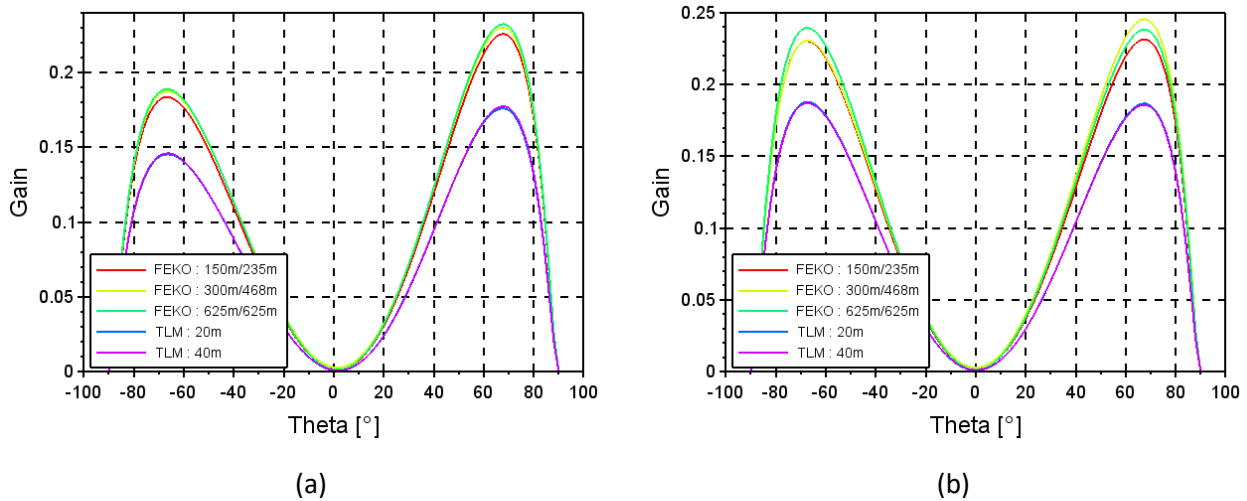 0.2
0.15
0.1
0.05
0
Gain
-100 -80 -60 -40 -20 0 20 40 60 80 100
Theta [°]
FEKO : 150m/235m
FEKO : 300m/468m
FEKO : 625m/625m
TLM : 20m
TLM : 40m
(a)
0.25
0.2
0.15
0.1
0.05
0
Gain
-100 -80 -60 -40 -20 0 20 40 60 80 100
Theta [°]
FEKO : 150m/235m
FEKO : 300m/468m
FEKO : 625m/625m
TLM : 20m
TLM : 40m
(b)